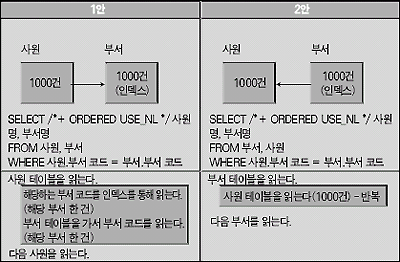 1안
사원
부서
1000건
1000건
(인덱스)
SELECT /*+ ORDERED USE_NL */ 사원
명, 부서명
FROM 사원, 부서
WHERE 사원.부서 코드 = 부서.부서 코드
사원 테이블을 읽는다.
해당하는 부서 코드를 인덱스를 통해 읽는다.
(해당 부서 한 건)
부서 테이블을 가서 부서 코드를 읽는다.
(해당 부서 한 건)
다음 사원을 읽는다.
2안
사원
부서
1000건
1000건
(인덱스)
SELECT /*+ ORDERED USE_NL */ 사원
명, 부서명
FROM 부서, 사원
WHERE 사원.부서 코드 = 부서.부서 코드
부서 테이블을 읽는다.
사원 테이블을 읽는다(1000건) - 반복
다음 부서를 읽는다.